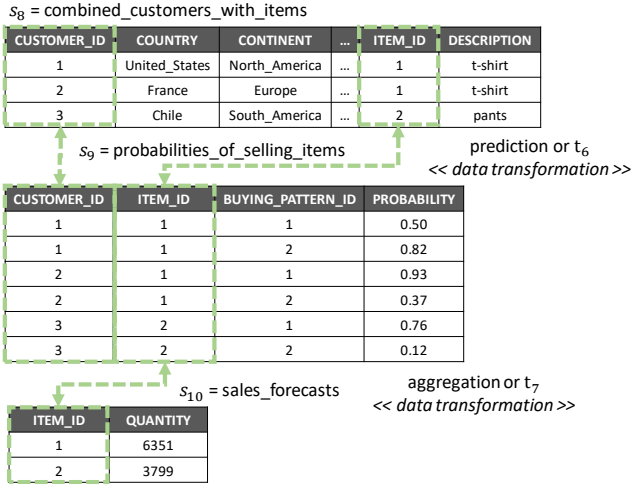 s₈ = combined_customers_with_items
CUSTOMER_ID COUNTRY CONTINENT ... ITEM_ID DESCRIPTION
1 United_States North_America ... 1 t-shirt
2 France Europe ... 1 t-shirt
3 Chile South_America ... 2 pants
s₉ = probabilities_of_selling_items
prediction or t₆
<< data transformation >>
CUSTOMER_ID ITEM_ID BUYING_PATTERN_ID PROBABILITY
1 1 1 0.50
1 1 2 0.82
2 1 1 0.93
2 1 2 0.37
3 2 1 0.76
3 2 2 0.12
s₁₀ = sales_forecasts
aggregation or t₇
<< data transformation >>
ITEM_ID QUANTITY
1 6351
2 3799